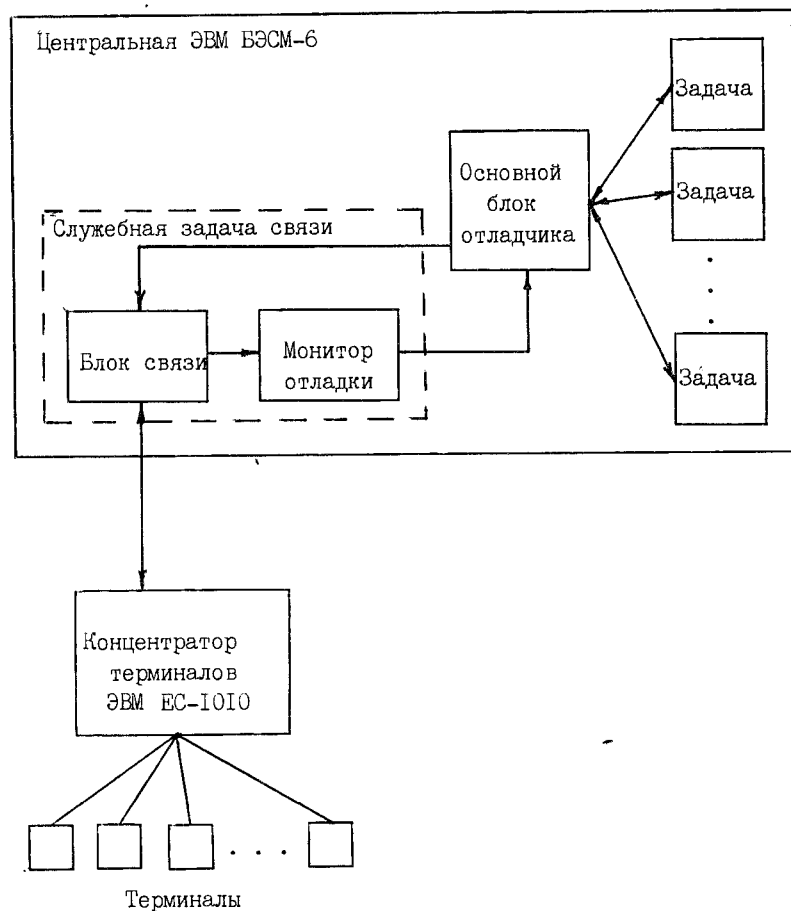 Центральная ЭВМ БЭСМ-6
Задача
Основной
блок
отладчика
Задача
Служебная задача связи
Блок связи
Монитор
отладки
Задача
Концентратор
терминалов
ЭВМ ЕС-I0I0
Терминалы